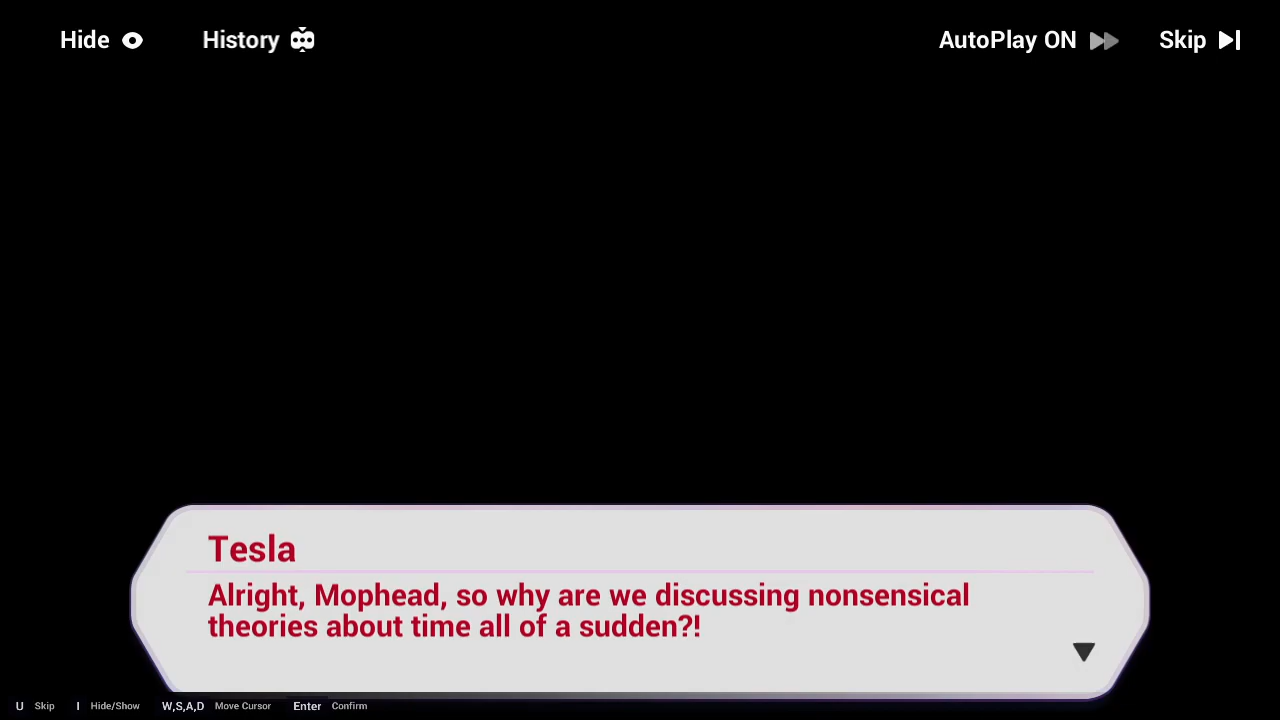 Hide
History
AutoPlay ON
Skip
Tesla
Alright, Mophead, so why are we discussing nonsensical
theories about time all of a sudden?!
U Skip I Hide/Show W,S,A,D Move Cursor Enter Confirm